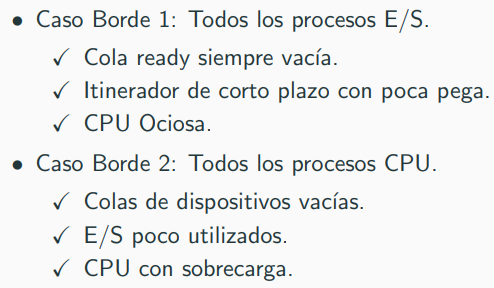 • Caso Borde 1: Todos los procesos E/S.
✓ Cola ready siempre vacía.
✓ Itinerador de corto plazo con poca pega.
✓ CPU Ociosa.
• Caso Borde 2: Todos los procesos CPU.
✓ Colas de dispositivos vacías.
✓ E/S poco utilizados.
✓ CPU con sobrecarga.